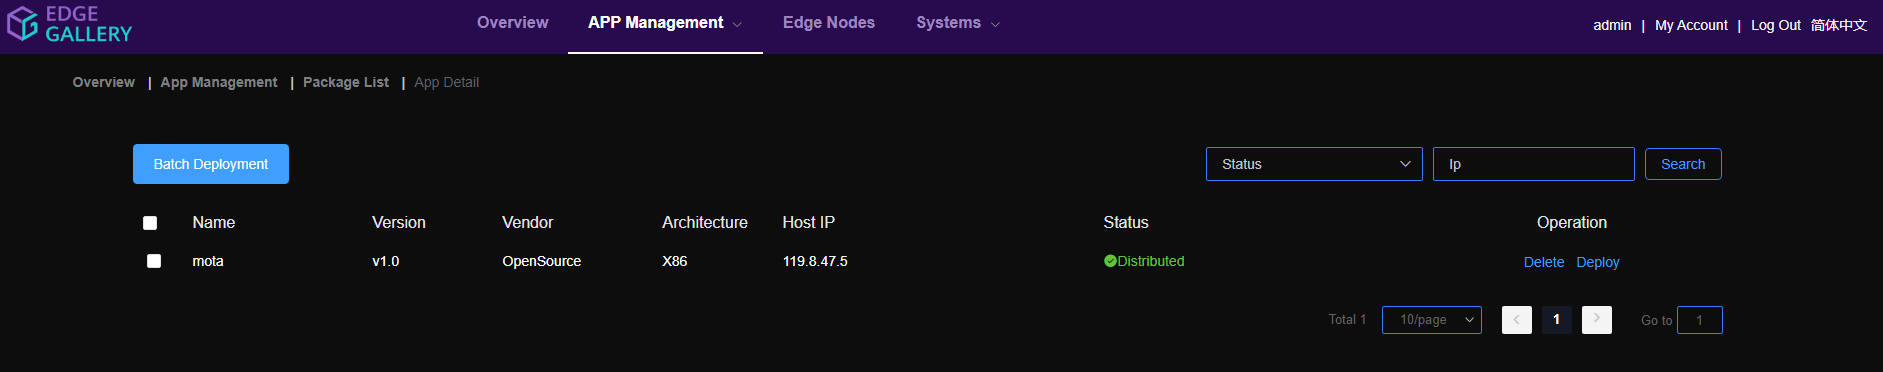 EDGE GALLERY
Overview APP Management Edge Nodes Systems
admin | My Account | Log Out 简体中文
Overview | App Management | Package List | App Detail
Batch Deployment Status Ip Search
Name Version Vendor Architecture Host IP Status Operation
mota v1.0 OpenSource X86 119.8.47.5 Distributed Delete Deploy
Total 1 10/page 1 Go to 1